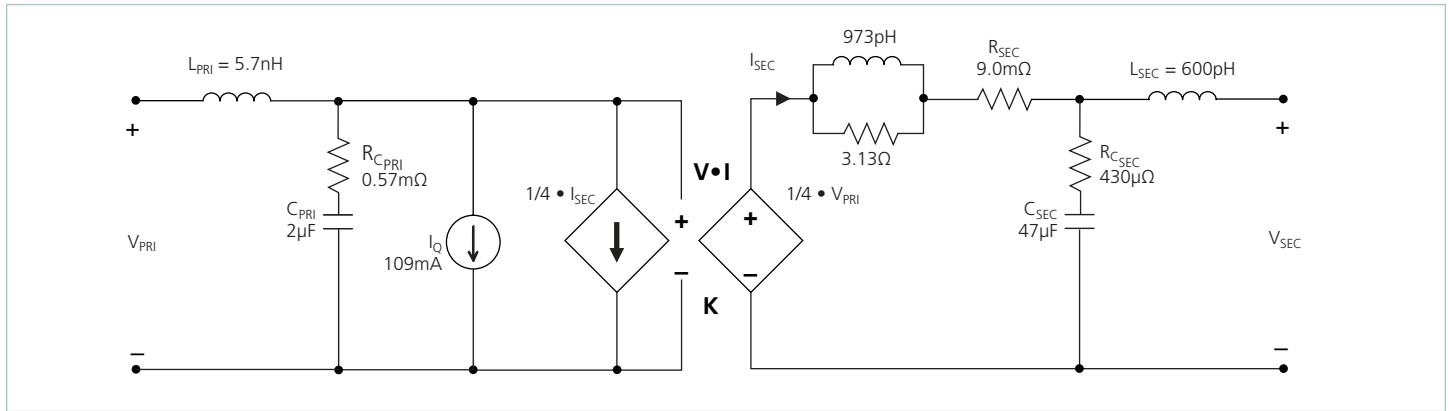 L_PRI = 5.7nH
+
R_C_PRI
0.57mΩ
C_PRI
2µF
V_PRI
–
I_Q
109mA
1/4 • I_SEC
V•I
+
–
K
+
–
1/4 • V_PRI
I_SEC
973pH
3.13Ω
R_SEC
9.0mΩ
L_SEC = 600pH
+
R_C_SEC
430µΩ
C_SEC
47µF
V_SEC
–